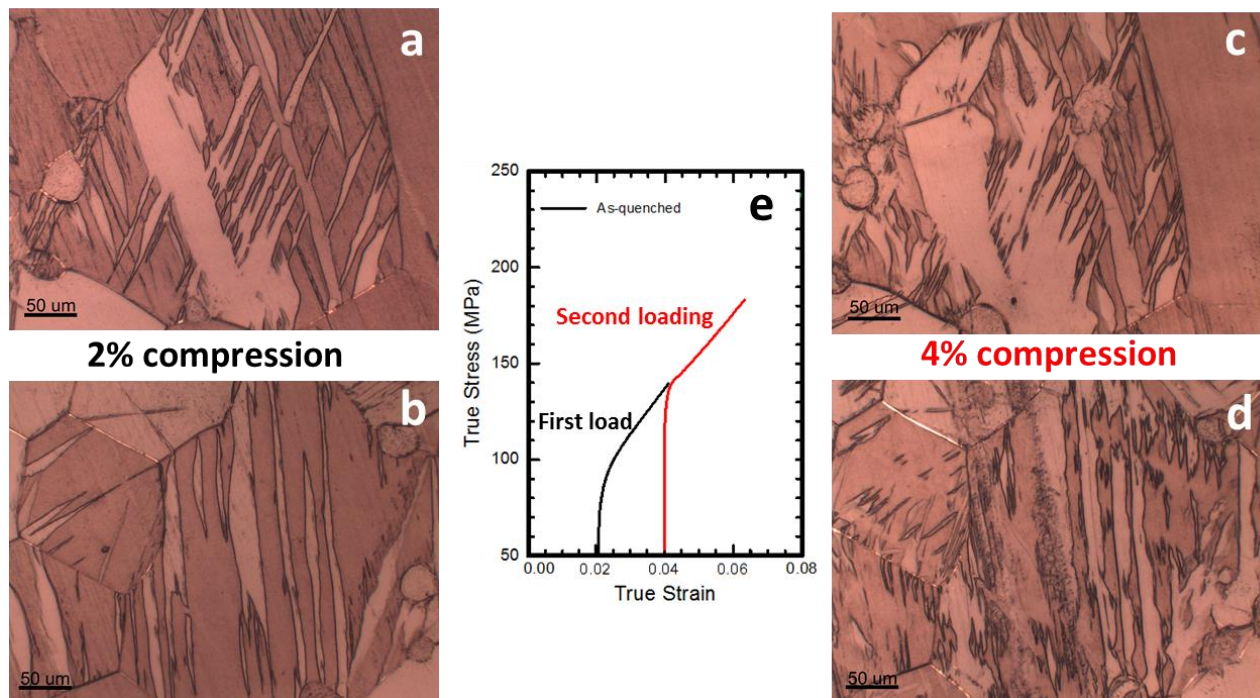 a
50 um
2% compression
b
50 um
250
200
150
100
50
0.00 0.02 0.04 0.06 0.08
True Stress (MPa)
True Strain
As-quenched
e
Second loading
First load
c
50 um
4% compression
d
50 um